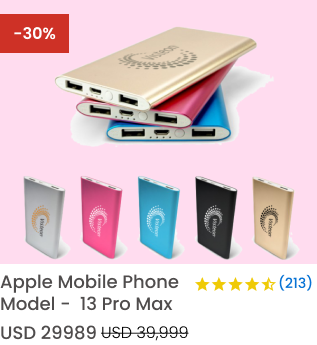 -30%
Apple Mobile Phone
Model - 13 Pro Max
(213)
USD 29989 USD 39,999